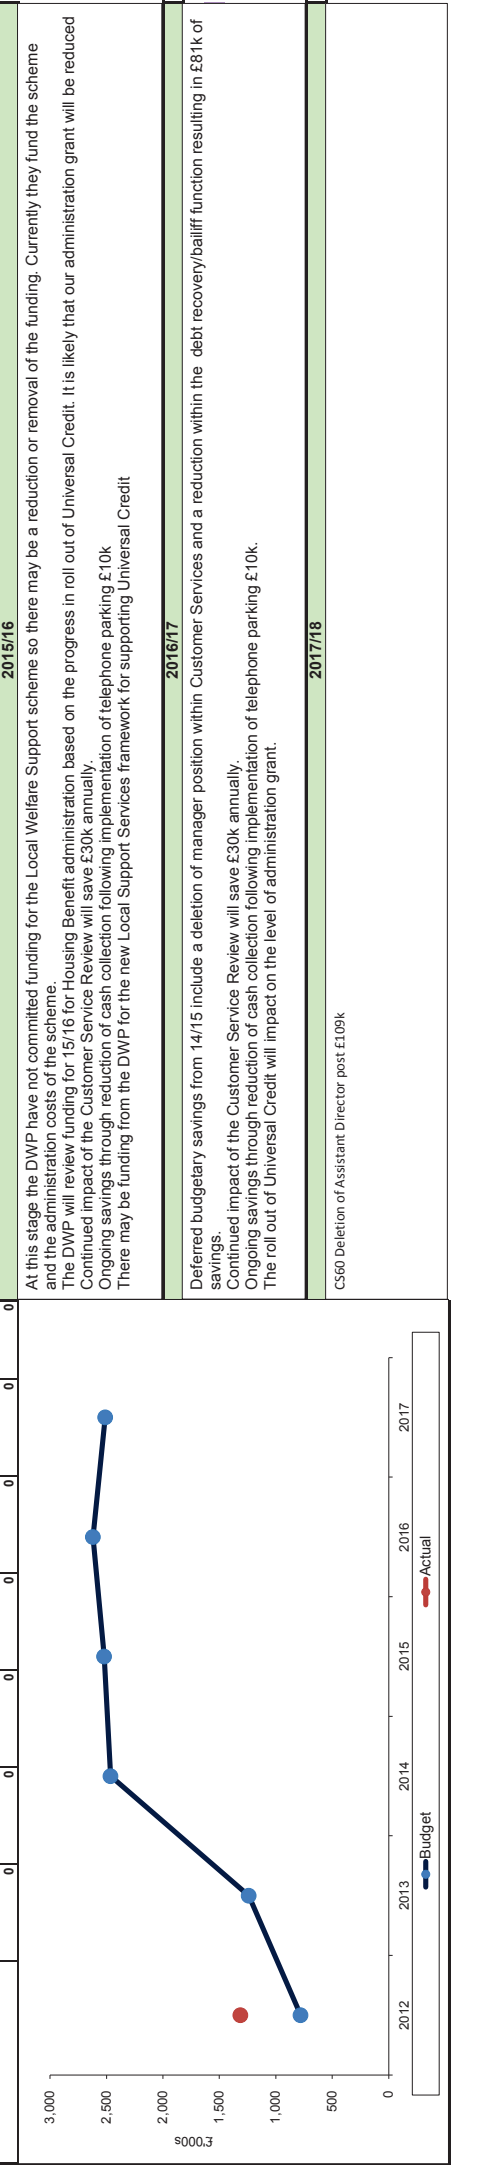 0
0
0
0
0
0
0
3,000
2,500
2,000
1,500
1,000
500
0
£'000s
2012
2013
2014
2015
2016
2017
Budget
Actual
2015/16
At this stage the DWP have not committed funding for the Local Welfare Support scheme so there may be a reduction or removal of the funding. Currently they fund the scheme
and the administration costs of the scheme.
The DWP will review funding for 15/16 for Housing Benefit administration based on the progress in roll out of Universal Credit. It is likely that our administration grant will be reduced
Continued impact of the Customer Service Review will save £30k annually.
Ongoing savings through reduction of cash collection following implementation of telephone parking £10k
There may be funding from the DWP for the new Local Support Services framework for supporting Universal Credit
2016/17
Deferred budgetary savings from 14/15 include a deletion of manager position within Customer Services and a reduction within the debt recovery/bailiff function resulting in £81k of
savings.
Continued impact of the Customer Service Review will save £30k annually.
Ongoing savings through reduction of cash collection following implementation of telephone parking £10k.
The roll out of Universal Credit will impact on the level of administration grant.
2017/18
CS60 Deletion of Assistant Director post £109k